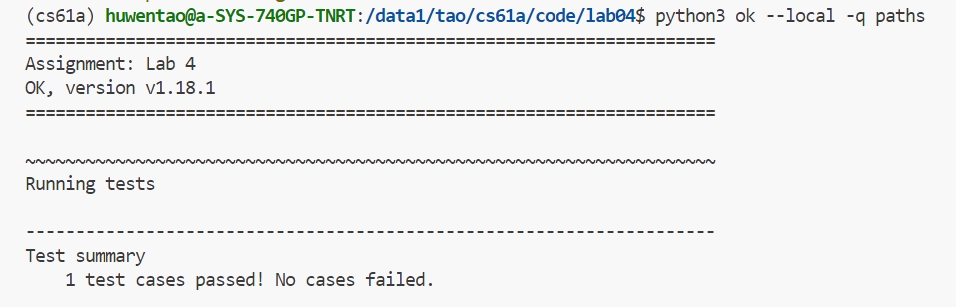 (cs61a) huwentao@a-SYS-740GP-TNRT:/data1/tao/cs61a/code/lab04$ python3 ok --local -q paths
=====================================================================
Assignment: Lab 4
OK, version v1.18.1
=====================================================================
~~~~~~~~~~~~~~~~~~~~~~~~~~~~~~~~~~~~~~~~~~~~~~~~~~~~~~~~~~~~~~~~~~~~~
Running tests
---------------------------------------------------------------------
Test summary
    1 test cases passed! No cases failed.